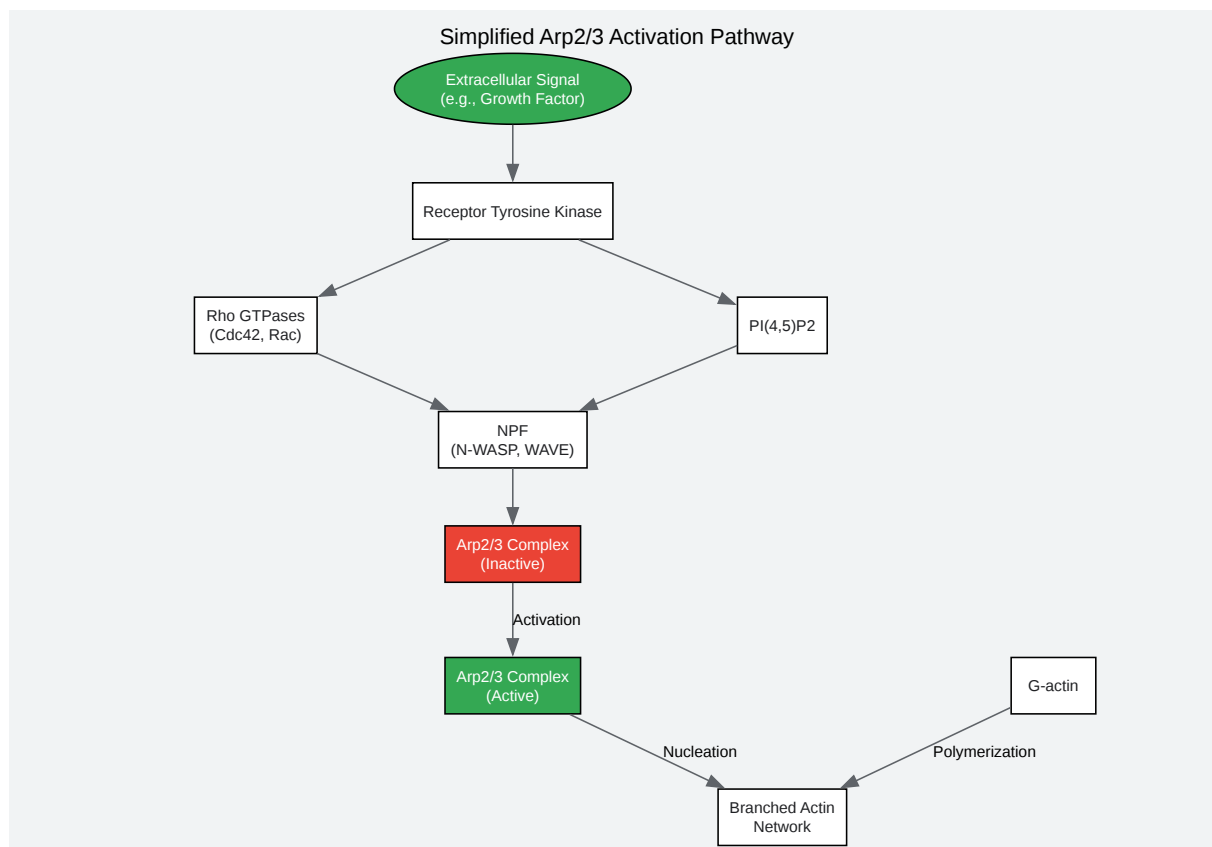 Simplified Arp2/3 Activation Pathway
Extracellular Signal
(e.g., Growth Factor)
Receptor Tyrosine Kinase
Rho GTPases
(Cdc42, Rac)
PI(4,5)P2
NPF
(N-WASP, WAVE)
Arp2/3 Complex
(Inactive)
Activation
Arp2/3 Complex
(Active)
G-actin
Nucleation
Polymerization
Branched Actin
Network